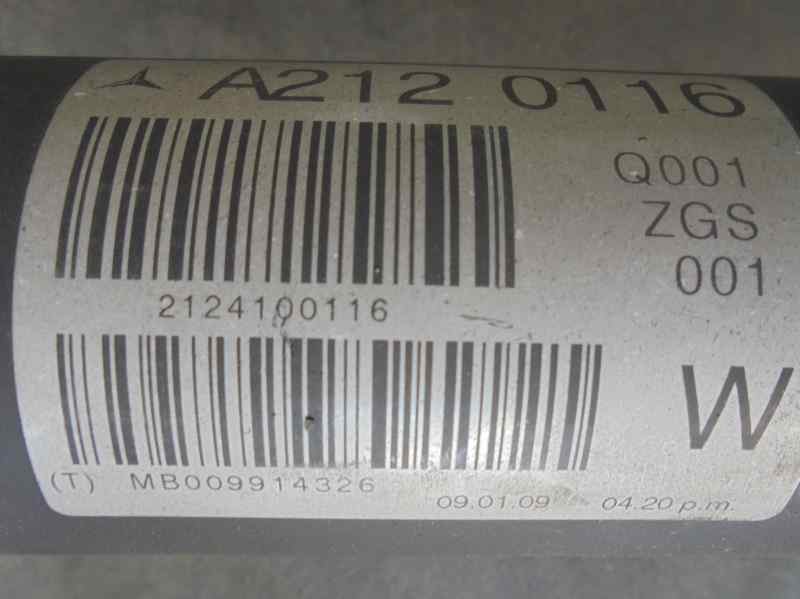 A212 0116
Q001
ZGS
001
2124100116
W
(T) MB009914326
09.01.09 04.20 p.m.